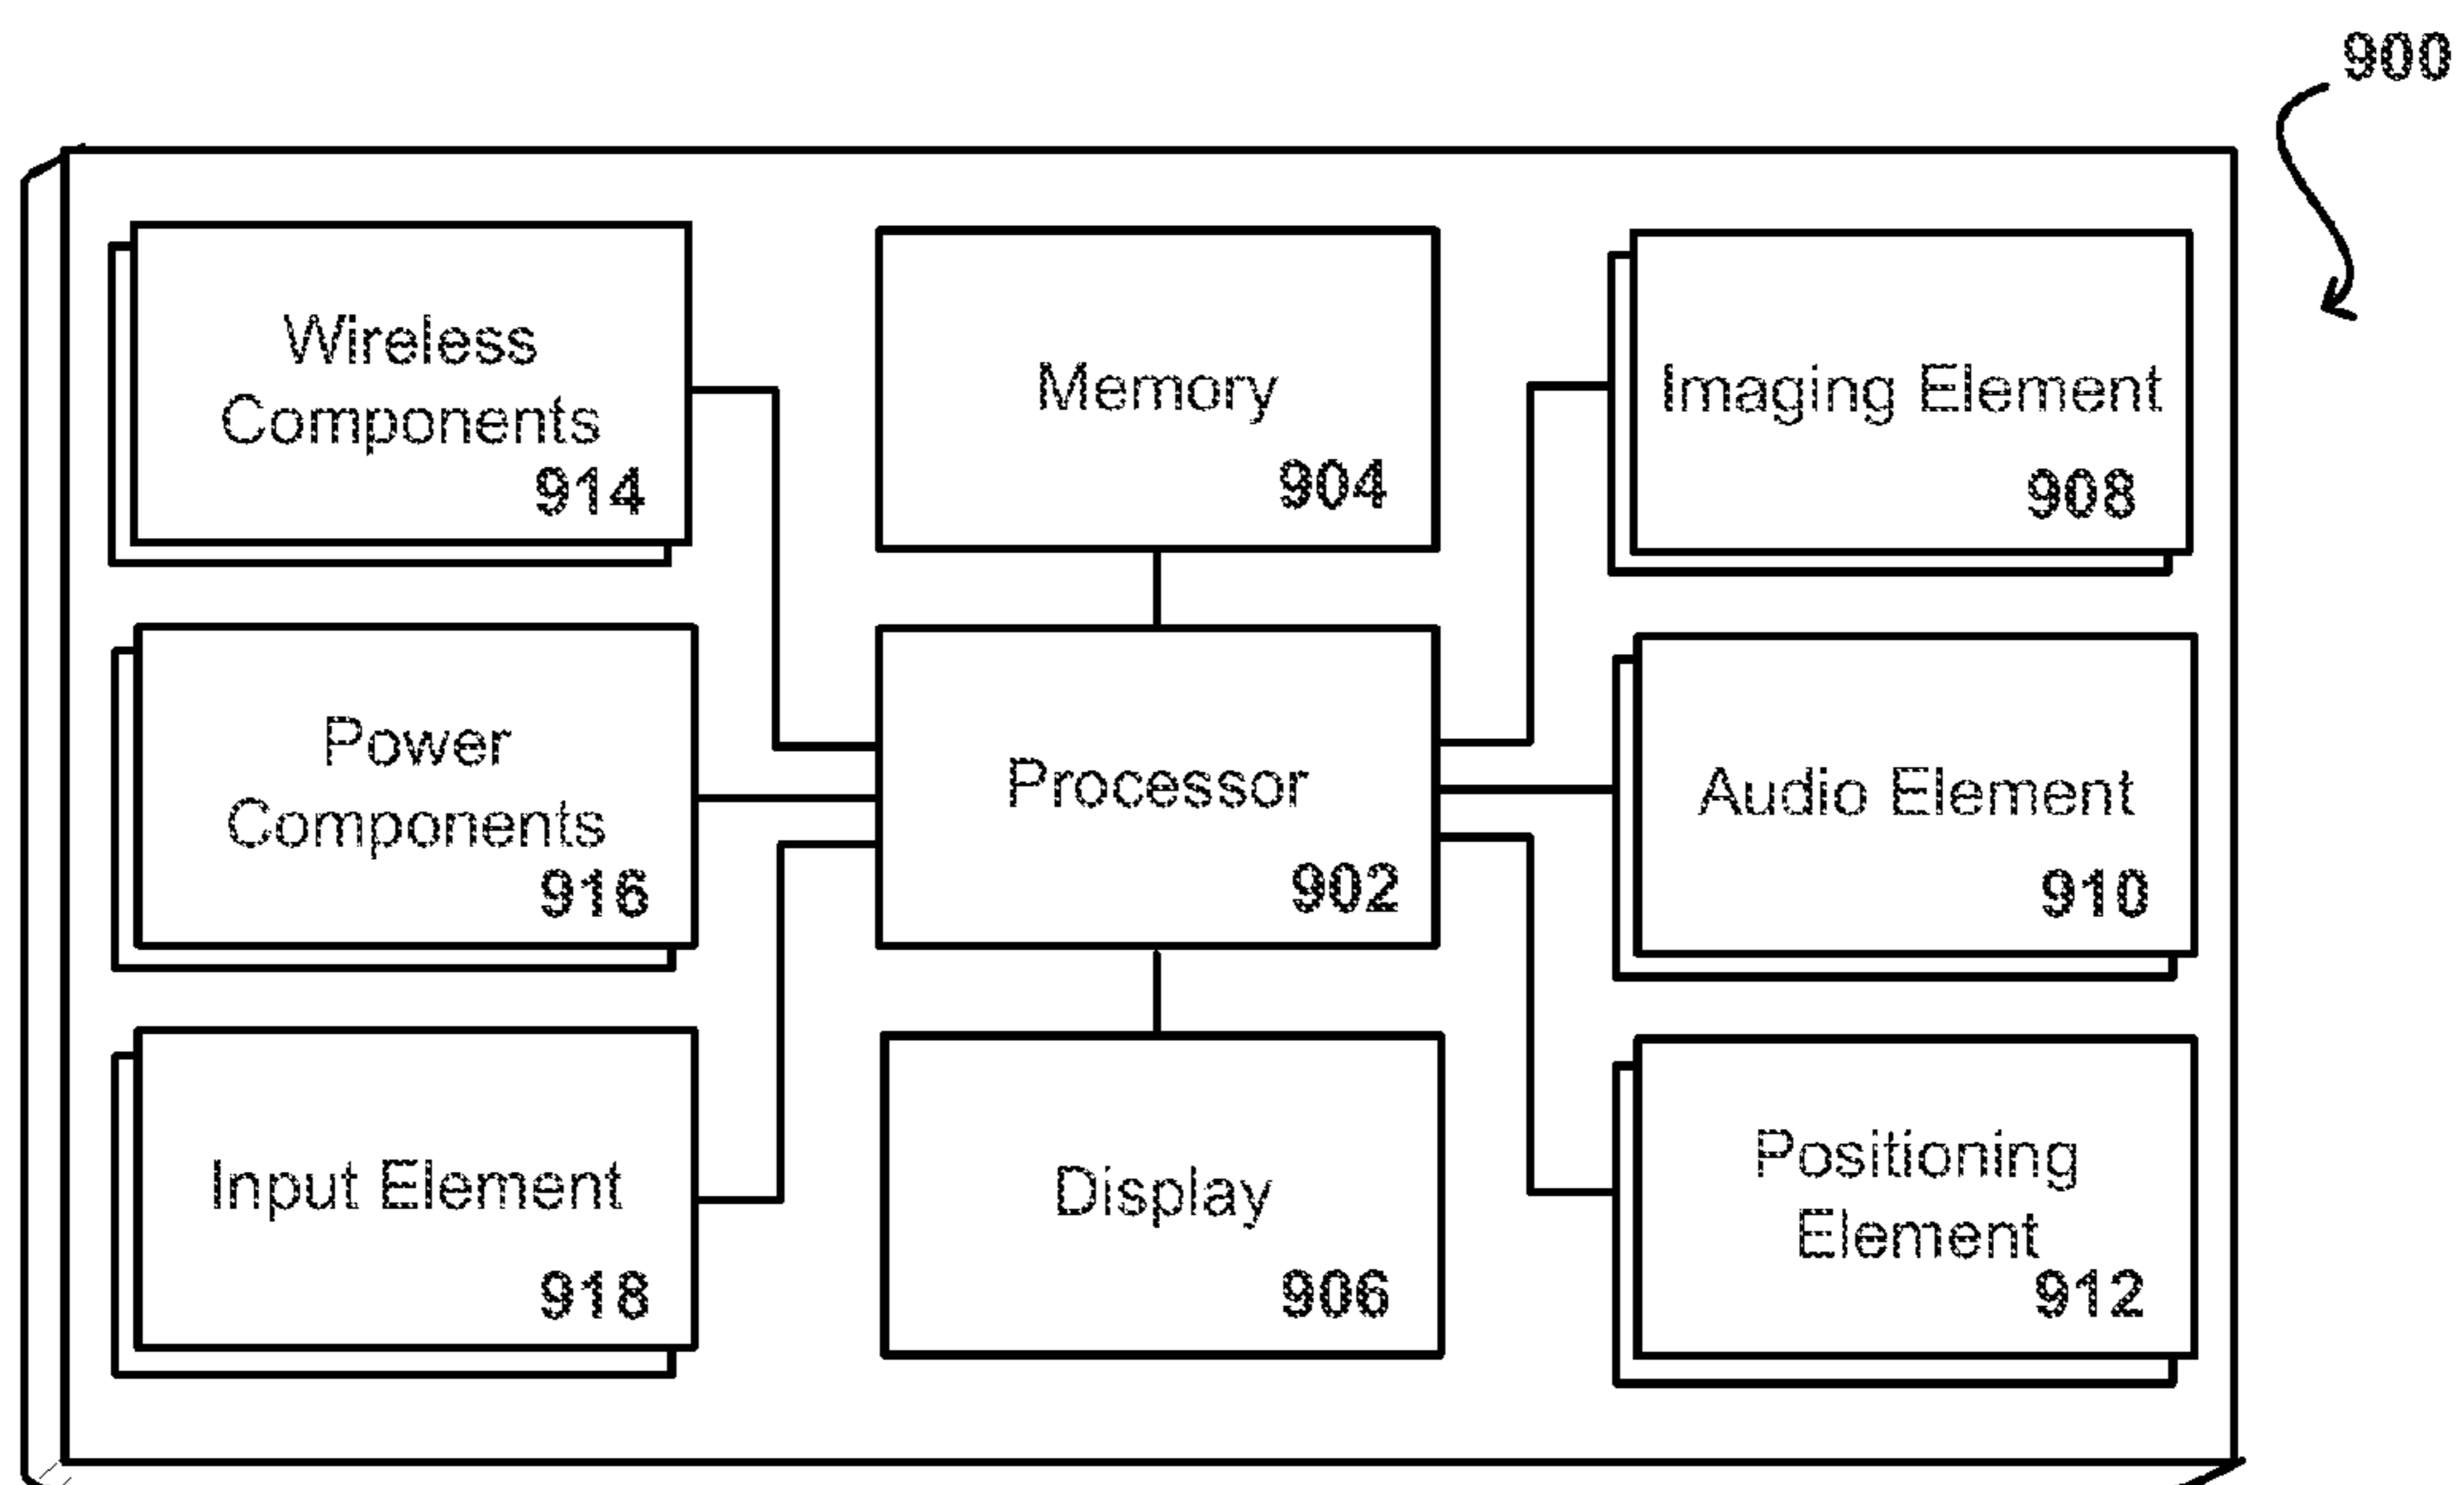 900
Wireless
Components
914
Memory
904
Imaging Element
908
Power
Components
916
Processor
902
Audio Element
910
Input Element
918
Display
906
Positioning
Element
912